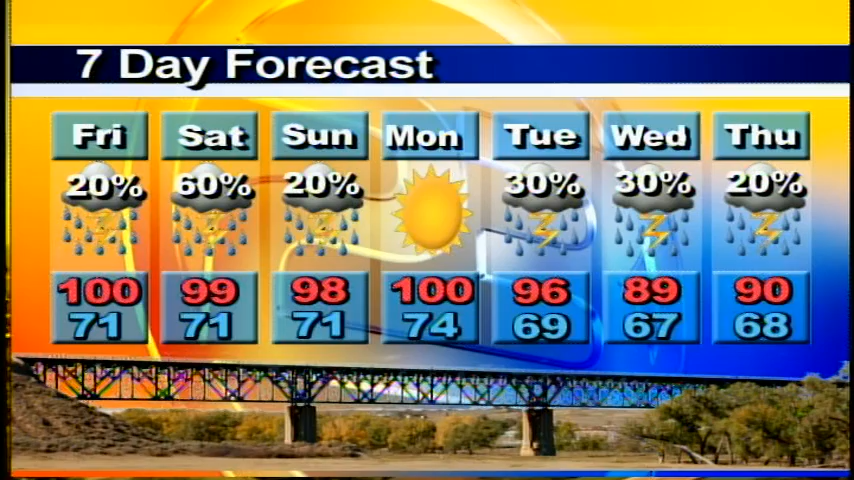 7 Day Forecast
Fri Sat Sun Mon Tue Wed Thu
20% 60% 20% 30% 30% 20%
100 99 98 100 96 89 90
71 71 71 74 69 67 68